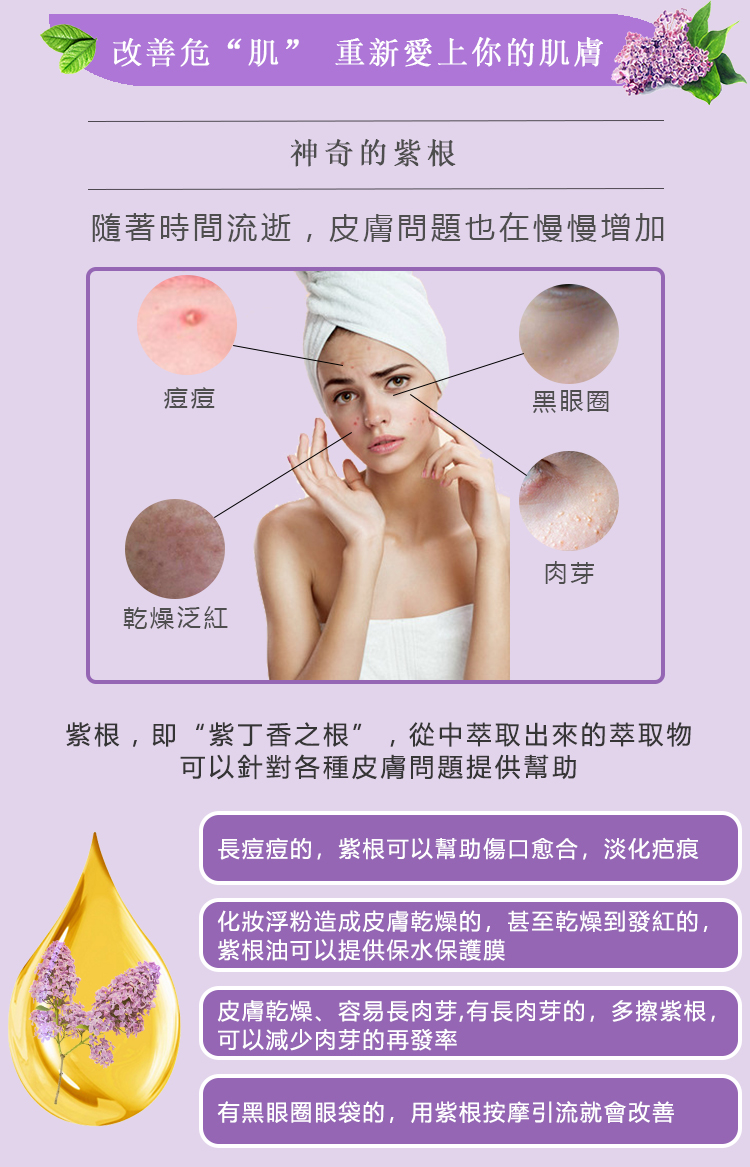 改善危“肌” 重新愛上你的肌膚
神奇的紫根
隨著時間流逝，皮膚問題也在慢慢增加
痘痘
黑眼圈
肉芽
乾燥泛紅
紫根，即“紫丁香之根”，從中萃取出來的萃取物
可以針對各種皮膚問題提供幫助
長痘痘的，紫根可以幫助傷口愈合，淡化疤痕
化妝浮粉造成皮膚乾燥的，甚至乾燥到發紅的，
紫根油可以提供保水保護膜
皮膚乾燥、容易長肉芽,有長肉芽的，多擦紫根，
可以減少肉芽的再發率
有黑眼圈眼袋的，用紫根按摩引流就會改善